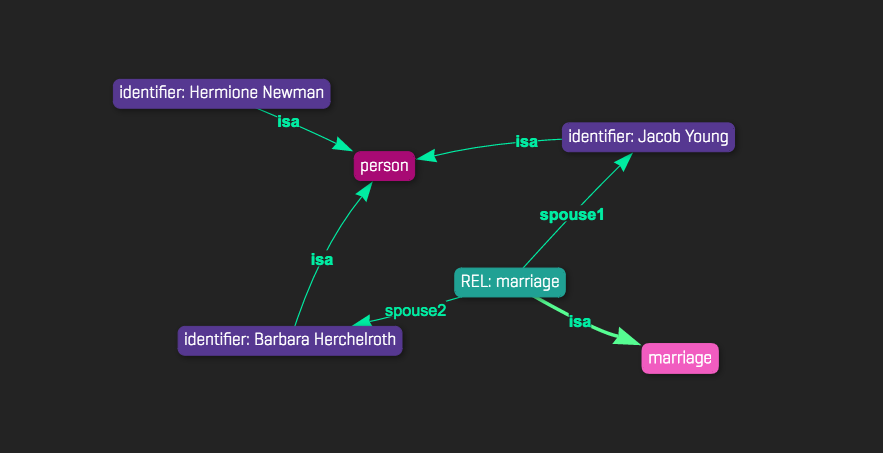 identifier: Hermione Newman
isa
identifier: Jacob Young
isa
person
spouse1
isa
REL: marriage
spouse2
isa
identifier: Barbara Herchelroth
marriage